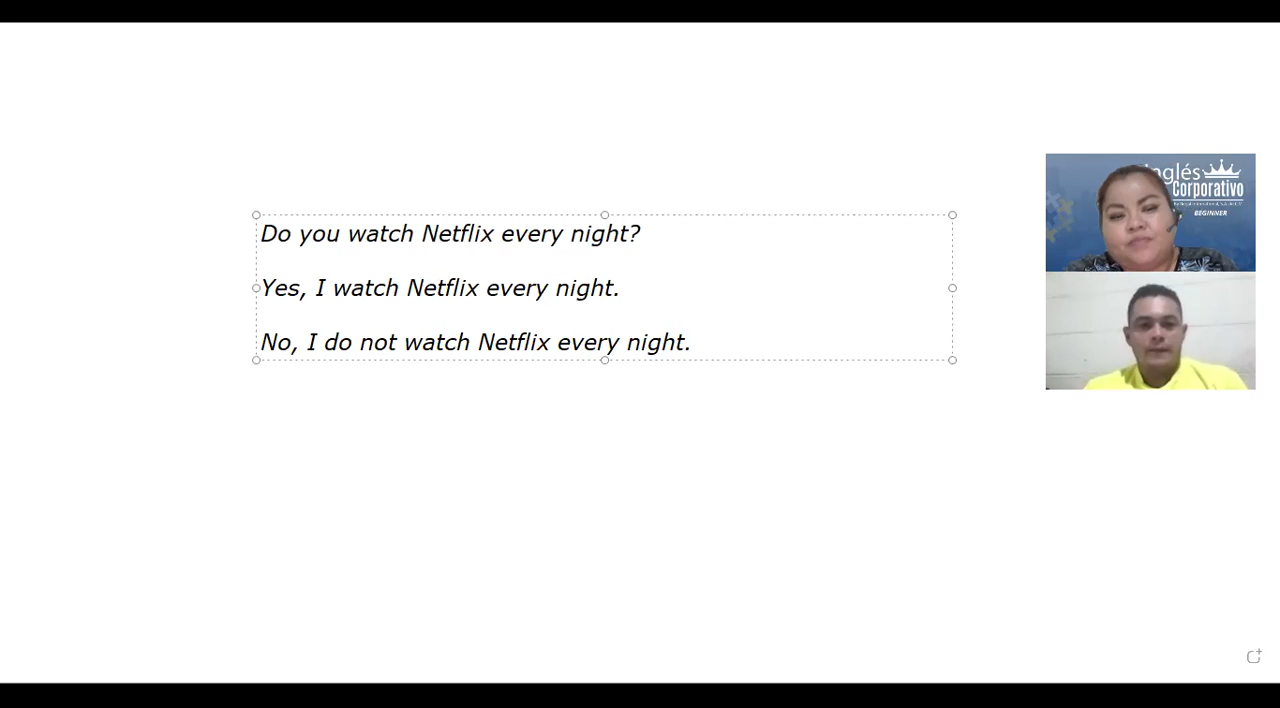 Do you watch Netflix every night?
Yes, I watch Netflix every night.
No, I do not watch Netflix every night.
Inglés
Corporativo
BEGINNER